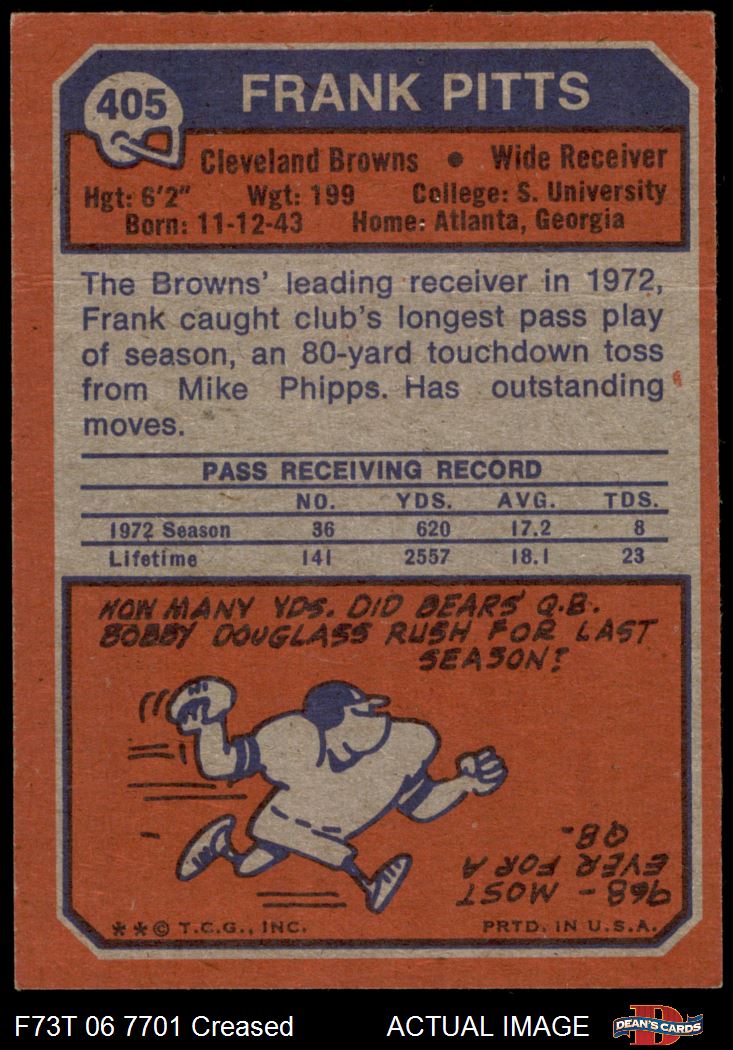 405
FRANK PITTS
Cleveland Browns • Wide Receiver
Hgt: 6'2" Wgt: 199 College: S. University
Born: 11-12-43 Home: Atlanta, Georgia
The Browns' leading receiver in 1972,
Frank caught club's longest pass play
of season, an 80-yard touchdown toss
from Mike Phipps. Has outstanding
moves.
PASS RECEIVING RECORD
NO. YDS. AVG. TDS.
1972 Season 36 620 17.2 8
Lifetime 141 2557 18.1 23
HOW MANY YDS. DID BEARS' Q.B.
BOBBY DOUGLASS RUSH FOR LAST
SEASON?
968 - MOST
EVER FOR A
QB.
**© T.C.G., INC. PRTD. IN U.S.A.
F73T 06 7701 Creased ACTUAL IMAGE
DEAN'S CARDS